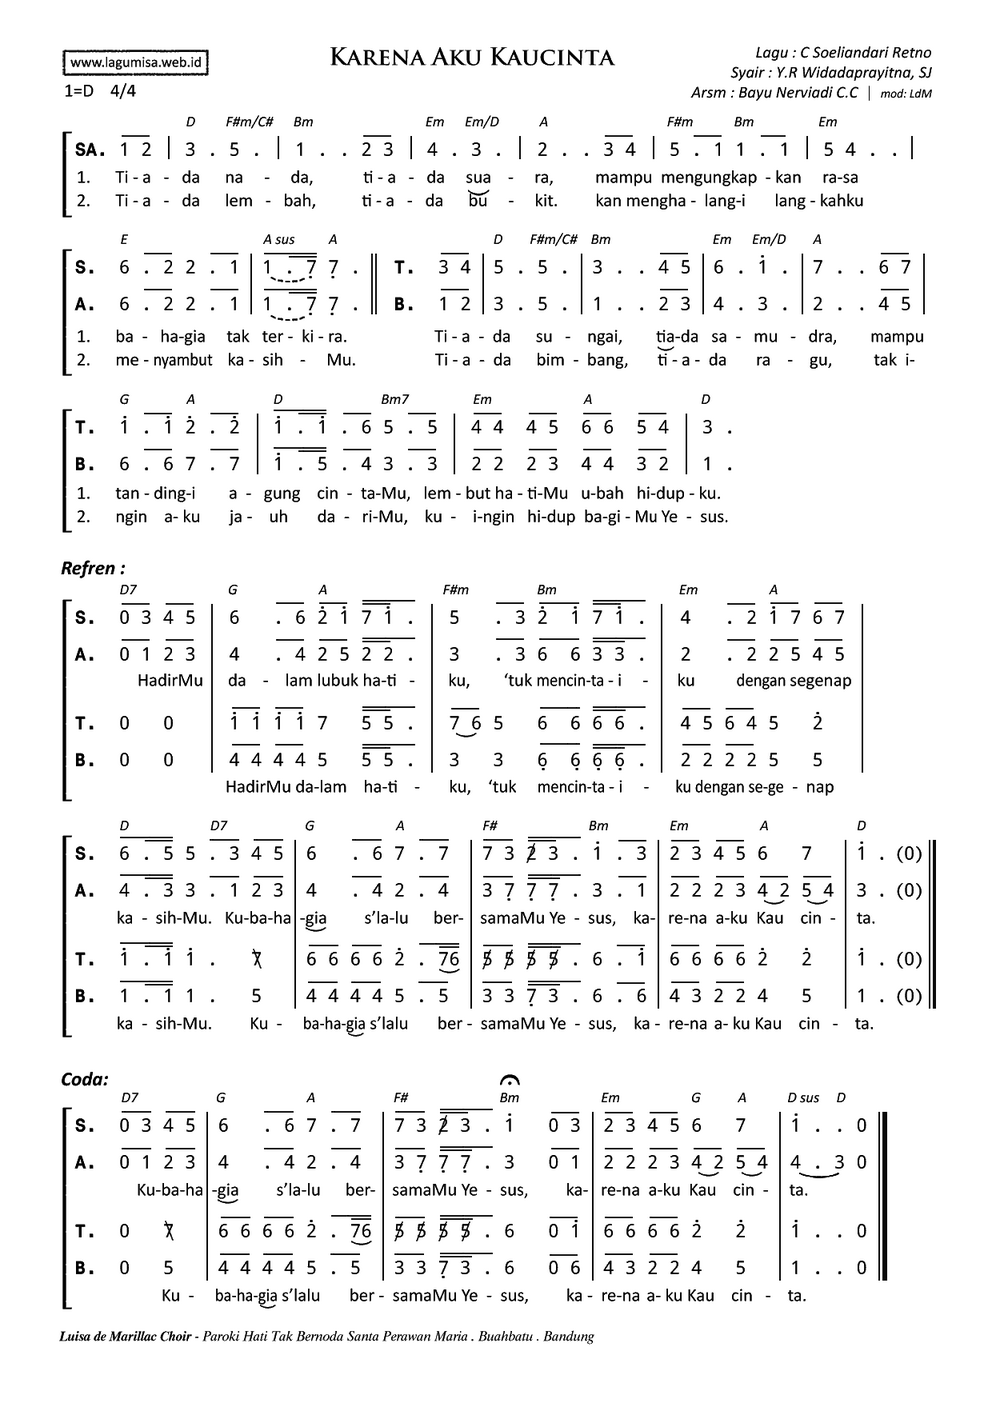 www.lagumisa.web.id
KARENA AKU KAUCINTA
Lagu : C Soeliandari Retno
Syair : Y.R Widadaprayitna, SJ
1=D 4/4
Arsm : Bayu Nerviadi C.C | mod: LdM
D F#m/C# Bm Em Em/D A F#m Bm Em
SA. 1 2 | 3 . 5 . | 1 . . 2 3 | 4 . 3 . | 2 . . 3 4 | 5 . 1 1 . 1 | 5 4 . . |
1. Ti - a - da na - da, ti - a - da sua - ra, mampu mengungkap - kan ra-sa
2. Ti - a - da lem - bah, ti - a - da bu - kit. kan mengha - lang-i lang - kahku
E A sus A D F#m/C# Bm Em Em/D A
S. 6 . 2 2 . 1 | 1 . 7̣ 7̣ . || T. 3 4 | 5 . 5 . | 3 . . 4 5 | 6 . 1̇ . | 7 . . 6 7 |
A. 6 . 2 2 . 1 | 1 . 7̣ 7̣ . || B. 1 2 | 3 . 5 . | 1 . . 2 3 | 4 . 3 . | 2 . . 4 5 |
1. ba - ha-gia tak ter - ki - ra. Ti - a - da su - ngai, tia-da sa - mu - dra, mampu
2. me - nyambut ka - sih - Mu. Ti - a - da bim - bang, ti - a - da ra - gu, tak i-
G A D Bm7 Em A D
T. 1̇ . 1̇ 2̇ . 2̇ | 1̇ . 1̇ . 6 5 . 5 | 4 4 4 5 6 6 5 4 | 3 .
B. 6 . 6 7 . 7 | 1̇ . 5 . 4 3 . 3 | 2 2 2 3 4 4 3 2 | 1 .
1. tan - ding-i a - gung cin - ta-Mu, lem - but ha - ti-Mu u-bah hi-dup - ku.
2. ngin a- ku ja - uh da - ri-Mu, ku - i-ngin hi-dup ba-gi - Mu Ye - sus.
Refren :
D7 G A F#m Bm Em A
S. 0 3 4 5 | 6 . 6 2̇ 1̇ 7 1̇ . | 5 . 3 2̇ 1̇ 7 1̇ . | 4 . 2 1̇ 7 6 7 |
A. 0 1 2 3 | 4 . 4 2 5 2 2 . | 3 . 3 6 6 3 3 . | 2 . 2 2 5 4 5 |
HadirMu da - lam lubuk ha-ti - ku, ‘tuk mencin-ta - i - ku dengan segenap
T. 0 0 | 1̇ 1̇ 1̇ 1̇ 7 5 5 . | 7 6 5 6 6 6 6 . | 4 5 6 4 5 2̇ |
B. 0 0 | 4 4 4 4 5 5 5 . | 3 3 6̣ 6̣ 6̣ 6̣ . | 2 2 2 2 5 5 |
HadirMu da-lam ha-ti - ku, ‘tuk mencin-ta - i - ku dengan se-ge - nap
D D7 G A F# Bm Em A D
S. 6 . 5 5 . 3 4 5 | 6 . 6 7 . 7 | 7 3 2̸ 3 . 1̇ . 3 | 2 3 4 5 6 7 | 1̇ . (0) ||
A. 4 . 3 3 . 1 2 3 | 4 . 4 2 . 4 | 3 7̣ 7̣ 7̣ . 3 . 1 | 2 2 2 3 4 2 5 4 | 3 . (0) ||
ka - sih-Mu. Ku-ba-ha -gia s’la-lu ber- samaMu Ye - sus, ka- re-na a-ku Kau cin - ta.
T. 1̇ . 1̇ 1̇ . 7̸ | 6 6 6 6 2̇ . 7 6 | 5̸ 5̸ 5̸ 5̸ . 6 . 1̇ | 6 6 6 6 2̇ 2̇ | 1̇ . (0) ||
B. 1 . 1 1 . 5 | 4 4 4 4 5 . 5 | 3 3 7̣ 3 . 6 . 6 | 4 3 2 2 4 5 | 1 . (0) ||
ka - sih-Mu. Ku - ba-ha-gia s’lalu ber - samaMu Ye - sus, ka - re-na a- ku Kau cin - ta.
Coda:
D7 G A F# Bm Em G A D sus D
S. 0 3 4 5 | 6 . 6 7 . 7 | 7 3 2̸ 3 . 1̇ 0 3 | 2 3 4 5 6 7 | 1̇ . . 0 ||
A. 0 1 2 3 | 4 . 4 2 . 4 | 3 7̣ 7̣ 7̣ . 3 0 1 | 2 2 2 3 4 2 5 4 | 4 . 3 0 ||
Ku-ba-ha -gia s’la-lu ber- samaMu Ye - sus, ka- re-na a-ku Kau cin - ta.
T. 0 7̸ | 6 6 6 6 2̇ . 7 6 | 5̸ 5̸ 5̸ 5̸ . 6 0 1̇ | 6 6 6 6 2̇ 2̇ | 1̇ . . 0 ||
B. 0 5 | 4 4 4 4 5 . 5 | 3 3 7̣ 3 . 6 0 6 | 4 3 2 2 4 5 | 1 . . 0 ||
Ku - ba-ha-gia s’lalu ber - samaMu Ye - sus, ka - re-na a- ku Kau cin - ta.
Luisa de Marillac Choir - Paroki Hati Tak Bernoda Santa Perawan Maria . Buahbatu . Bandung